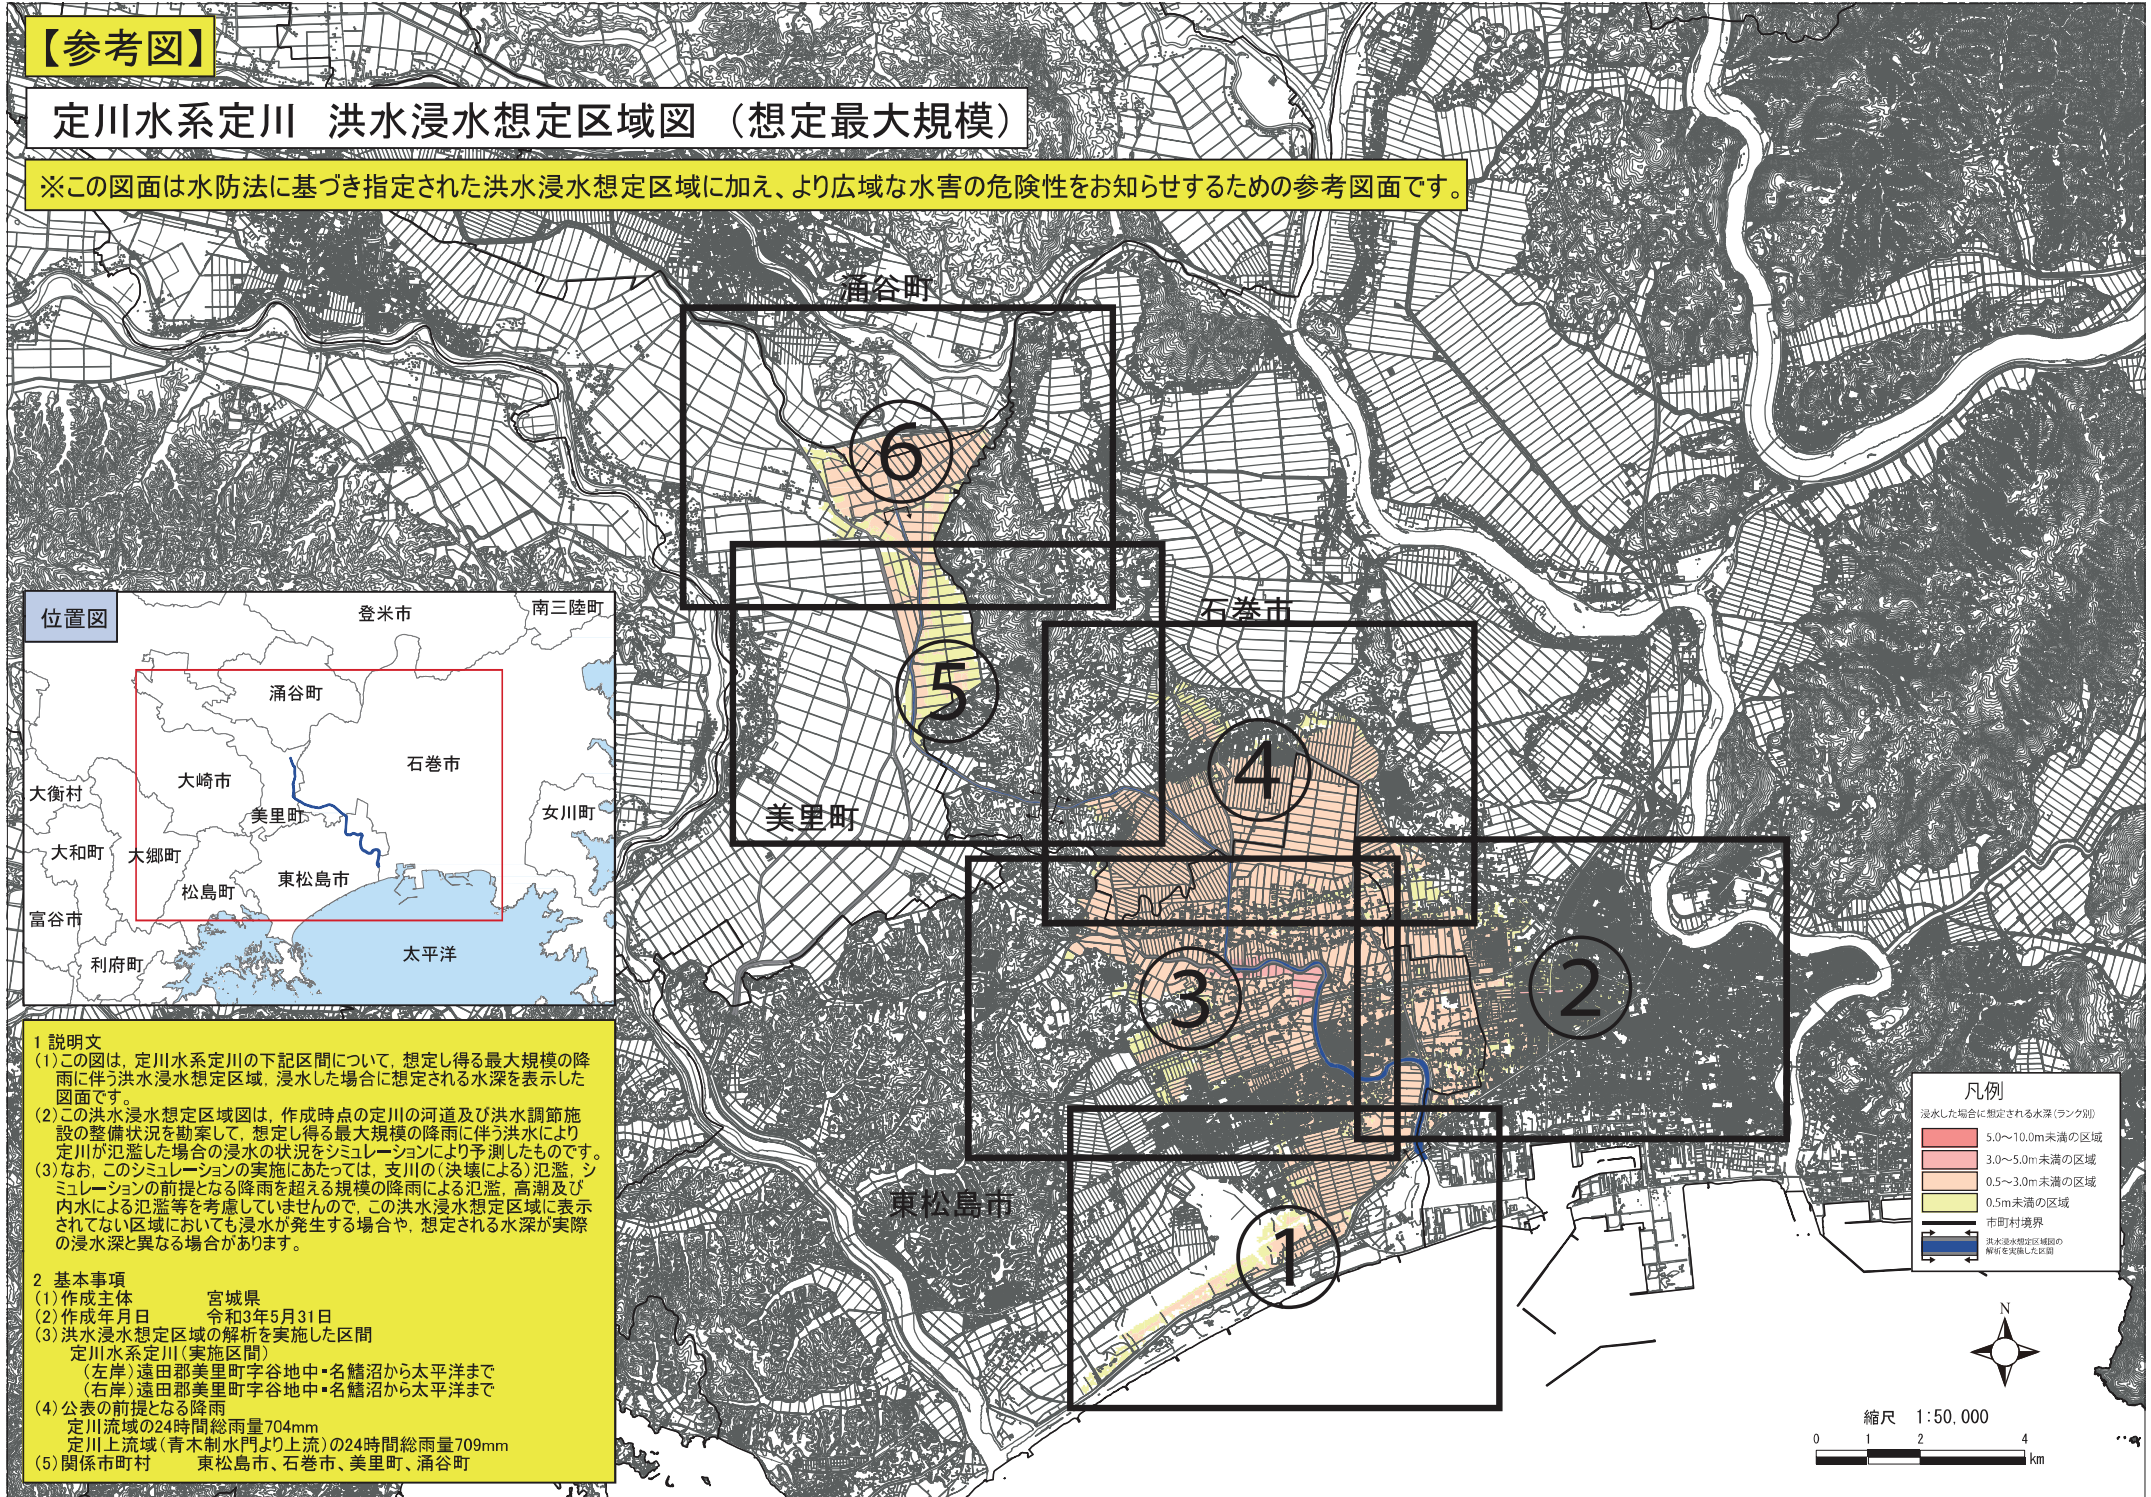 【参考図】
定川水系定川　洪水浸水想定区域図　（想定最大規模）
※この図面は水防法に基づき指定された洪水浸水想定区域に加え、より広域な水害の危険性をお知らせするための参考図面です。
涌谷町
⑥
石巻市
⑤
④
美里町
③
②
東松島市
①
位置図
登米市
南三陸町
涌谷町
石巻市
大崎市
大衡村
美里町
女川町
大和町
大郷町
東松島市
松島町
富谷市
利府町
太平洋
1 説明文
(1)この図は，定川水系定川の下記区間について，想定し得る最大規模の降
雨に伴う洪水浸水想定区域，浸水した場合に想定される水深を表示した
図面です。
(2)この洪水浸水想定区域図は，作成時点の定川の河道及び洪水調節施
設の整備状況を勘案して，想定し得る最大規模の降雨に伴う洪水により
定川が氾濫した場合の浸水の状況をシミュレーションにより予測したものです。
(3)なお，このシミュレーションの実施にあたっては，支川の(決壊による)氾濫，シ
ミュレーションの前提となる降雨を超える規模の降雨による氾濫，高潮及び
内水による氾濫等を考慮していませんので，この洪水浸水想定区域に表示
されてない区域においても浸水が発生する場合や，想定される水深が実際
の浸水深と異なる場合があります。
2 基本事項
(1)作成主体　宮城県
(2)作成年月日　令和3年5月31日
(3)洪水浸水想定区域の解析を実施した区間
定川水系定川(実施区間)
(左岸)遠田郡美里町字谷地中・名鰭沼から太平洋まで
(右岸)遠田郡美里町字谷地中・名鰭沼から太平洋まで
(4)公表の前提となる降雨
定川流域の24時間総雨量704mm
定川上流域(青木制水門より上流)の24時間総雨量709mm
(5)関係市町村　東松島市、石巻市、美里町、涌谷町
凡例
浸水した場合に想定される水深(ランク別)
5.0～10.0m未満の区域
3.0～5.0m未満の区域
0.5～3.0m未満の区域
0.5m未満の区域
市町村境界
洪水浸水想定区域図の
解析を実施した区間
N
縮尺　1:50,000
0 1 2 4
km